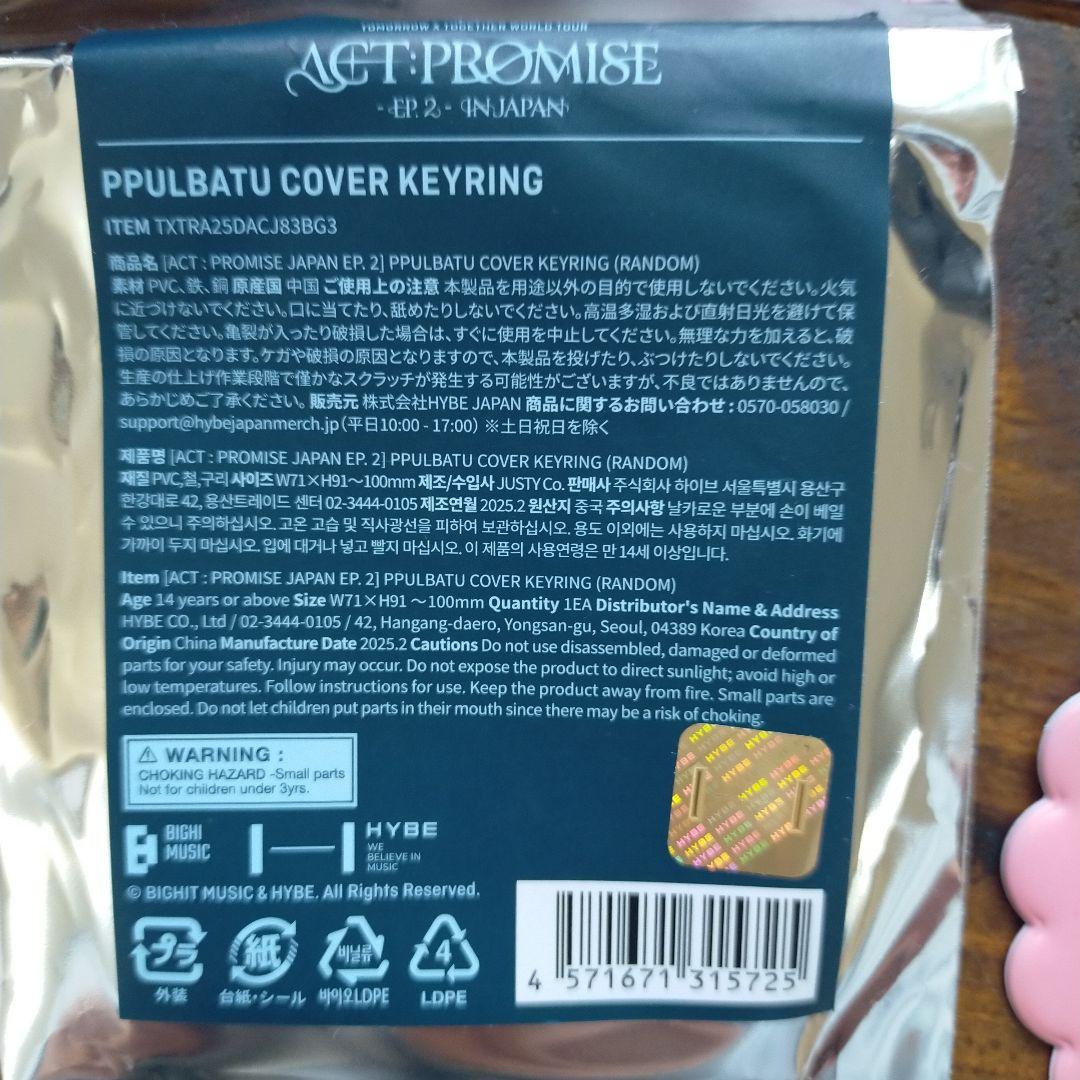 TOMORROW X TOGETHER WORLD TOUR
ACT : PROMISE
- EP. 2 - IN JAPAN
PPULBATU COVER KEYRING
ITEM TXTRA25DACJ83BG3
商品名 [ACT : PROMISE JAPAN EP. 2] PPULBATU COVER KEYRING (RANDOM)
素材 PVC、鉄、銅 原産国 中国 ご使用上の注意 本製品を用途以外の目的で使用しないでください。火気
に近づけないでください。口に当てたり、舐めたりしないでください。高温多湿および直射日光を避けて保
管してください。亀裂が入ったり破損した場合は、すぐに使用を中止してください。無理な力を加えると、破
損の原因となります。ケガや破損の原因となりますので、本製品を投げたり、ぶつけたりしないでください。
生産の仕上げ作業段階で僅かなスクラッチが発生する可能性がございますが、不良ではありませんので、
あらかじめご了承ください。 販売元 株式会社HYBE JAPAN 商品に関するお問い合わせ : 0570-058030 /
support@hybejapanmerch.jp (平日10:00 - 17:00) ※土日祝日を除く
제품명 [ACT : PROMISE JAPAN EP. 2] PPULBATU COVER KEYRING (RANDOM)
재질 PVC,철,구리 사이즈 W71×H91~100mm 제조/수입사 JUSTY Co. 판매사 주식회사 하이브 서울특별시 용산구
한강대로 42, 용산트레이드 센터 02-3444-0105 제조연월 2025.2 원산지 중국 주의사항 날카로운 부분에 손이 베일
수 있으니 주의하십시오. 고온 고습 및 직사광선을 피하여 보관하십시오. 용도 이외에는 사용하지 마십시오. 화기에
가까이 두지 마십시오. 입에 대거나 넣고 빨지 마십시오. 이 제품의 사용연령은 만 14세 이상입니다.
Item [ACT : PROMISE JAPAN EP. 2] PPULBATU COVER KEYRING (RANDOM)
Age 14 years or above Size W71×H91 ~100mm Quantity 1EA Distributor's Name & Address
HYBE CO., Ltd / 02-3444-0105 / 42, Hangang-daero, Yongsan-gu, Seoul, 04389 Korea Country of
Origin China Manufacture Date 2025.2 Cautions Do not use disassembled, damaged or deformed
parts for your safety. Injury may occur. Do not expose the product to direct sunlight; avoid high or
low temperatures. Follow instructions for use. Keep the product away from fire. Small parts are
enclosed. Do not let children put parts in their mouth since there may be a risk of choking.
⚠ WARNING :
CHOKING HAZARD -Small parts
Not for children under 3yrs.
BIGHI
MUSIC
HYBE
WE
BELIEVE IN
MUSIC
© BIGHIT MUSIC & HYBE. All Rights Reserved.
プラ
外装
紙
台紙・シール
비닐류
바이오LDPE
4
LDPE
4 571671 315725